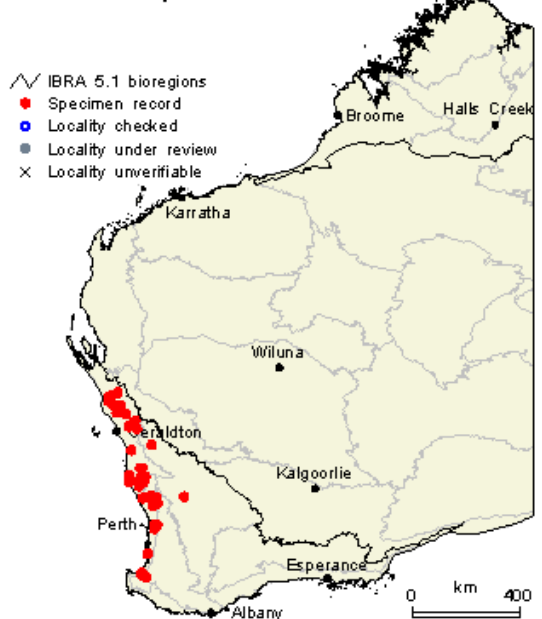 IBRA 5.1 bioregions
Specimen record
Locality checked
Locality under review
Locality unverifiable
Broome
Halls Creek
Karratha
Wiluna
Geraldton
Kalgoorlie
Perth
Esperance
km
0 400
Albany